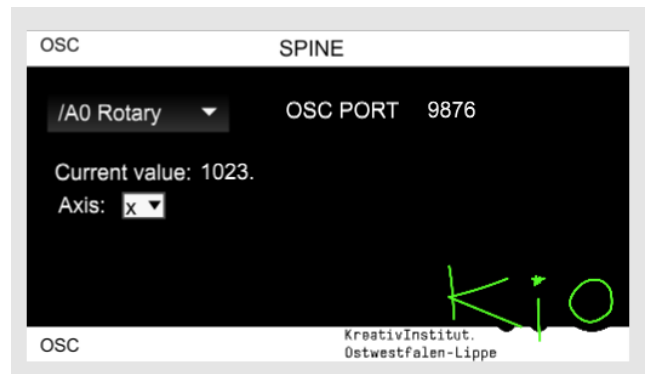 OSC SPINE
/A0 Rotary OSC PORT 9876
Current value: 1023.
Axis: x
Kio
OSC KreativInstitut.
Ostwestfalen-Lippe